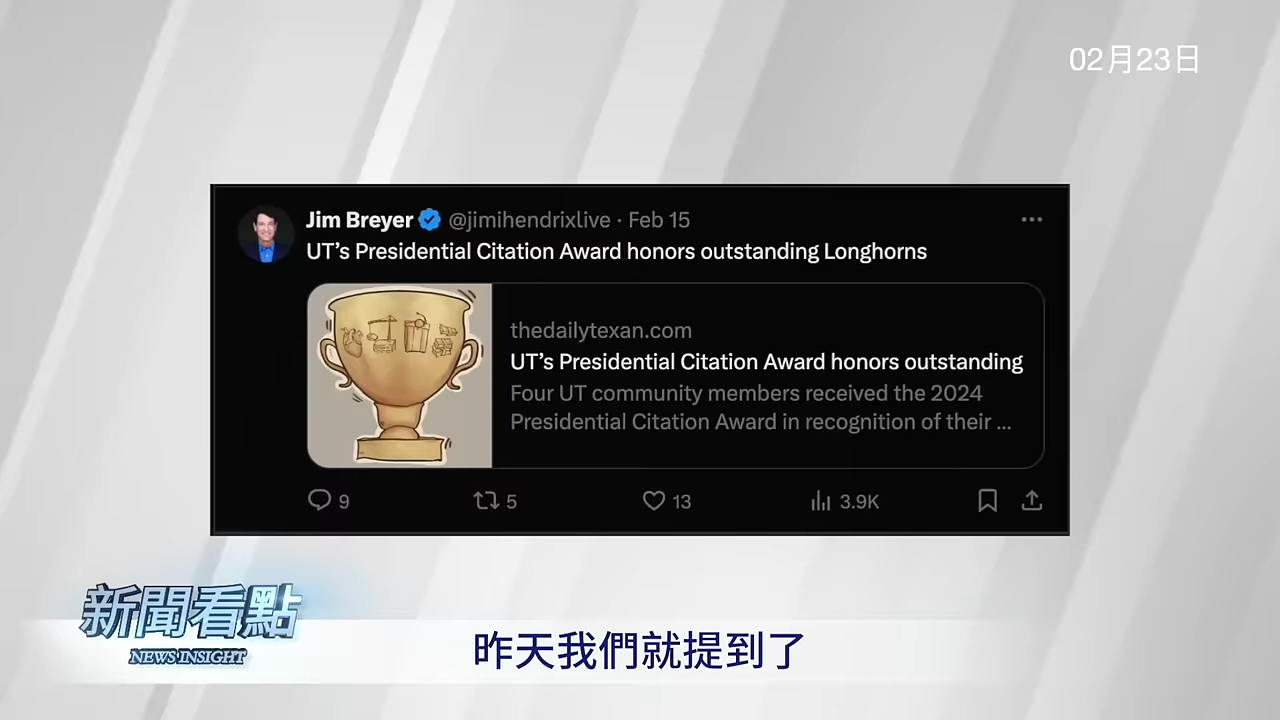 02月23日
Jim Breyer @jimihendrixlive · Feb 15
UT’s Presidential Citation Award honors outstanding Longhorns
thedailytexan.com
UT’s Presidential Citation Award honors outstanding
Four UT community members received the 2024
Presidential Citation Award in recognition of their ...
9 5 13 3.9K
新聞看點
NEWS INSIGHT
昨天我們就提到了